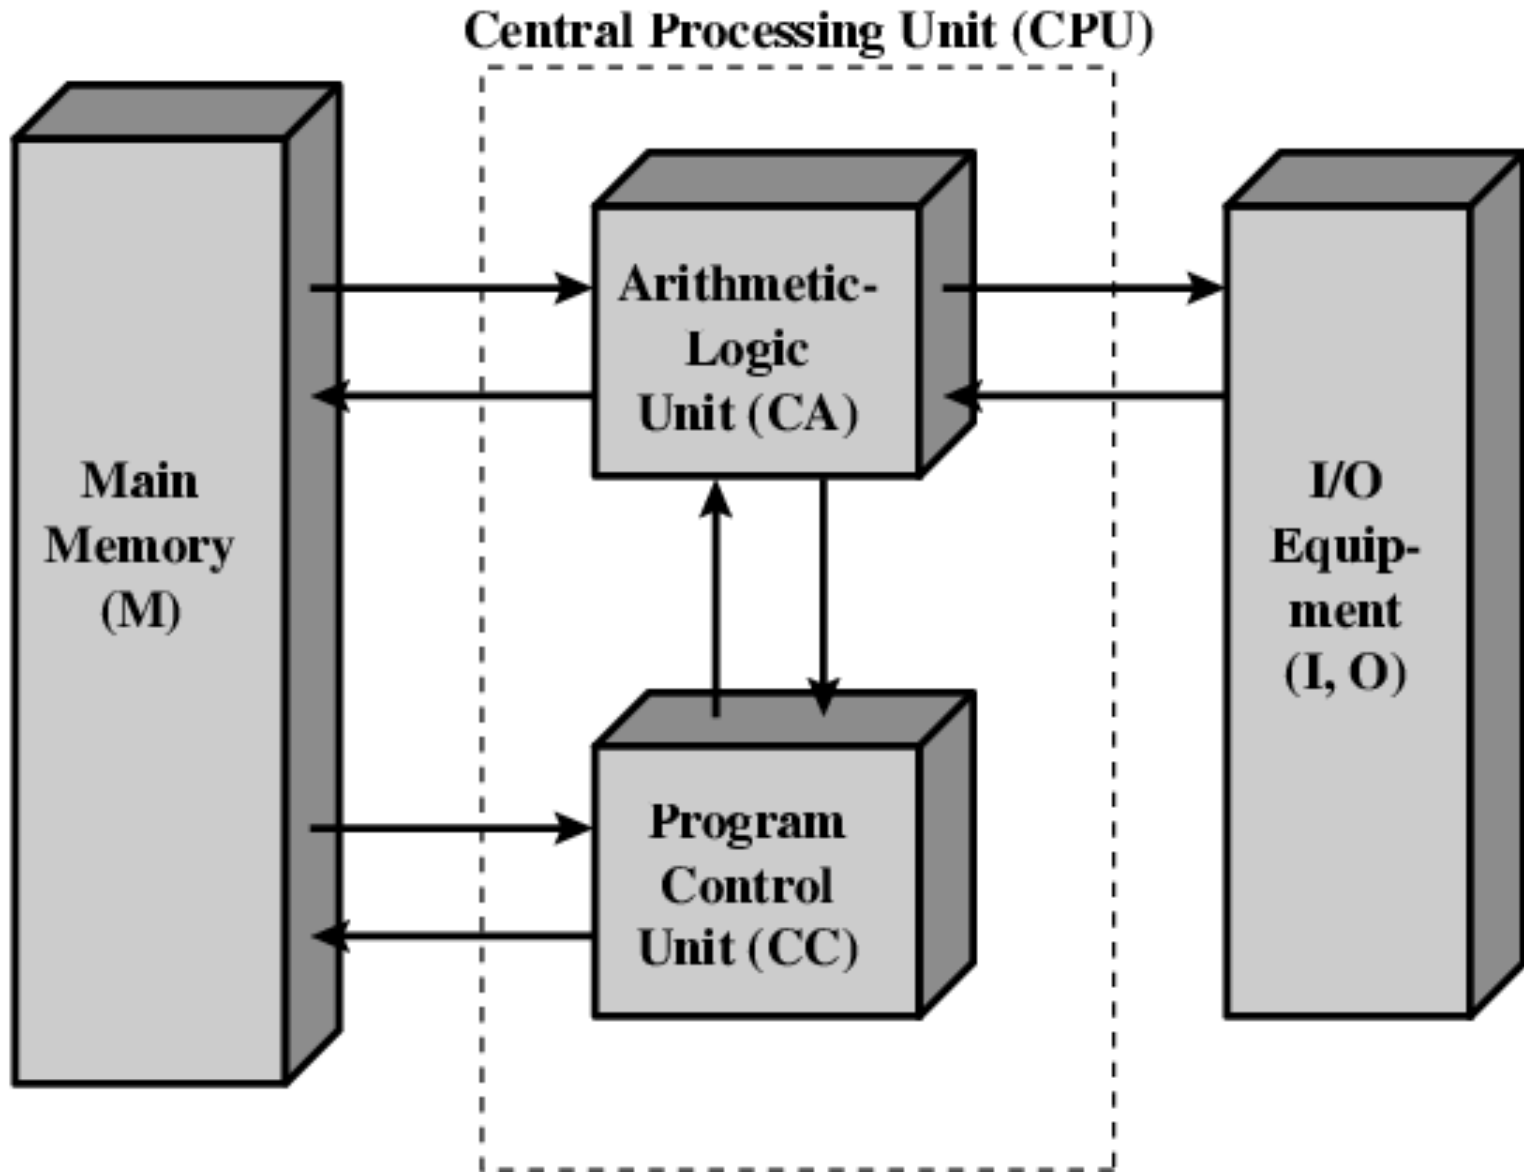 Central Processing Unit (CPU)
Main
Memory
(M)
Arithmetic-
Logic
Unit (CA)
Program
Control
Unit (CC)
I/O
Equip-
ment
(I, O)